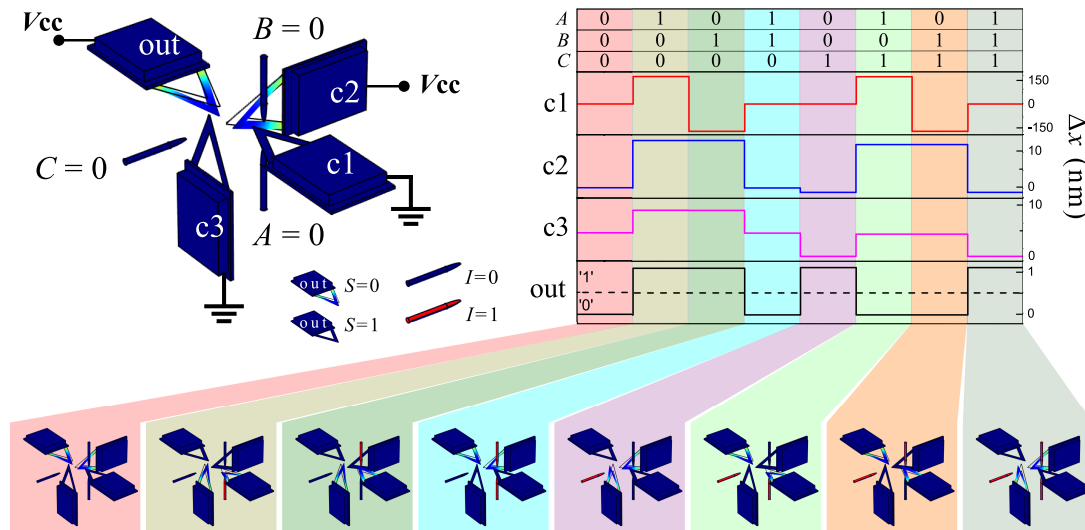 Vcc
out
B = 0
c2
Vcc
C = 0
c1
c3
A = 0
out S=0
I=0
out S=1
I=1
A 0 1 0 1 0 1 0 1
B 0 0 1 1 0 0 1 1
C 0 0 0 0 1 1 1 1
c1
150
0
-150
c2
10
0
c3
10
0
out
'1'
'0'
1
0
Δx (nm)